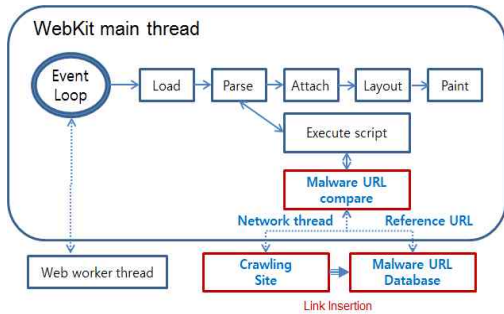 WebKit main thread
Event
Loop
Load
Parse
Attach
Layout
Paint
Execute script
Malware URL
compare
Network thread
Reference URL
Web worker thread
Crawling
Site
Malware URL
Database
Link Insertion